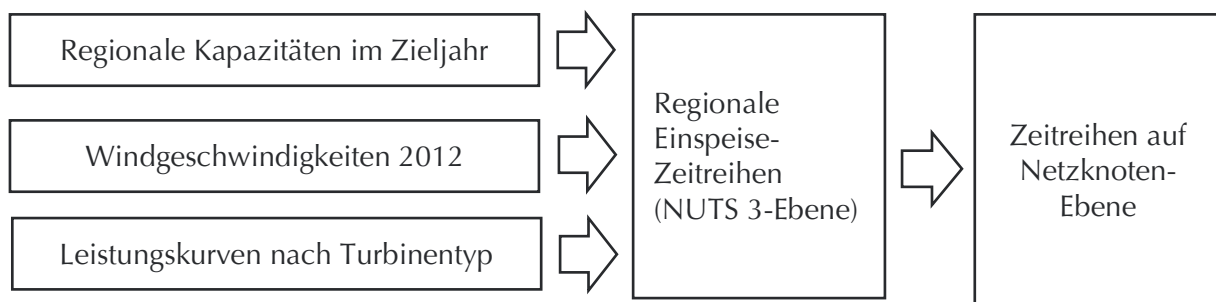 Regionale Kapazitäten im Zieljahr
Windgeschwindigkeiten 2012
Leistungskurven nach Turbinentyp
Regionale
Einspeise-
Zeitreihen
(NUTS 3-Ebene)
Zeitreihen auf
Netzknoten-
Ebene